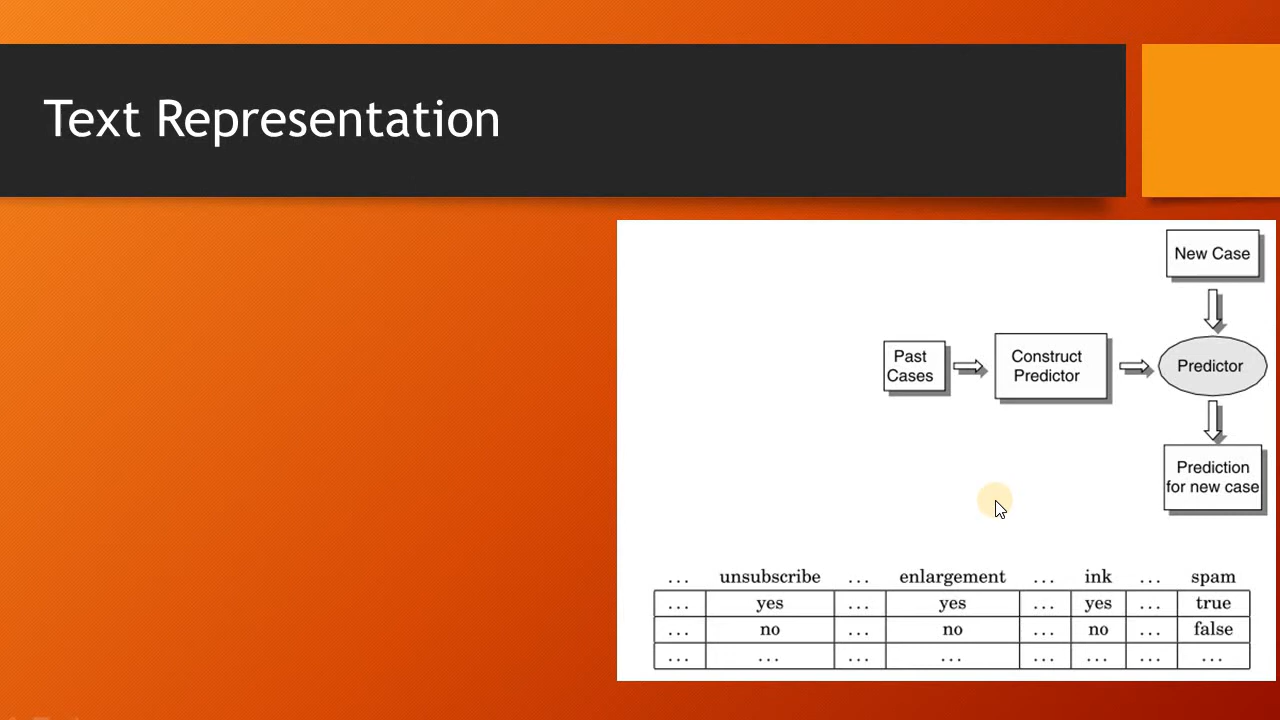 Text Representation
New Case
Past
Cases
Construct
Predictor
Predictor
Prediction
for new case
... unsubscribe ... enlargement ... ink ... spam
... yes ... yes ... yes ... true
... no ... no ... no ... false
... ... ... ... ... ... ... ...